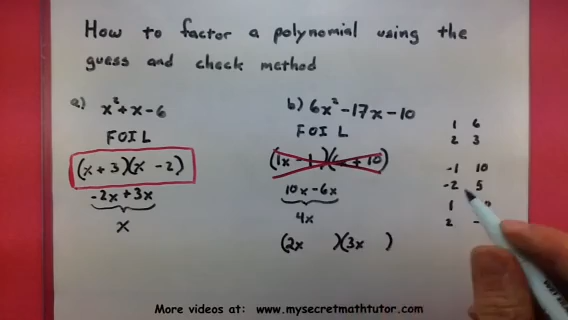 How to factor a polynomial using the
guess and check method
a) x² + x - 6
FOIL
(x + 3)(x - 2)
-2x + 3x
x
b) 6x² - 17x - 10
FOIL
(1x - 1)(6x + 10)
10x - 6x
4x
(2x )(3x )
1 6
2 3
-1 10
-2 5
1
2 -
More videos at: www.mysecretmathtutor.com